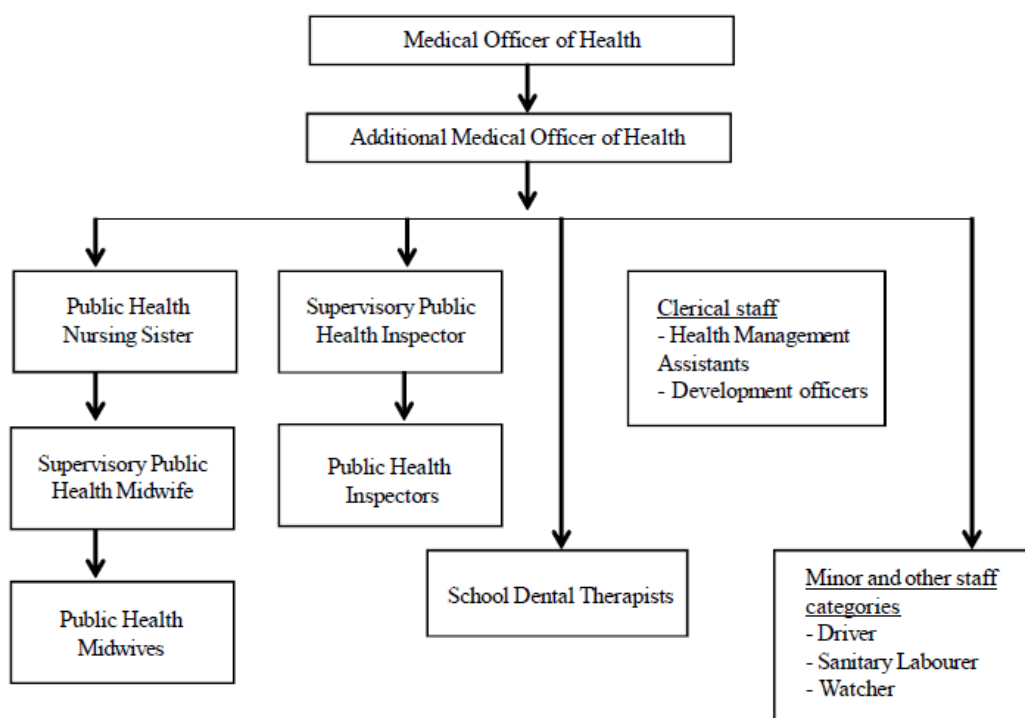 Medical Officer of Health
Additional Medical Officer of Health
Public Health
Nursing Sister
Supervisory Public
Health Inspector
Clerical staff
- Health Management
Assistants
- Development officers
Supervisory Public
Health Midwife
Public Health
Inspectors
School Dental Therapists
Minor and other staff
categories
- Driver
- Sanitary Labourer
- Watcher
Public Health
Midwives